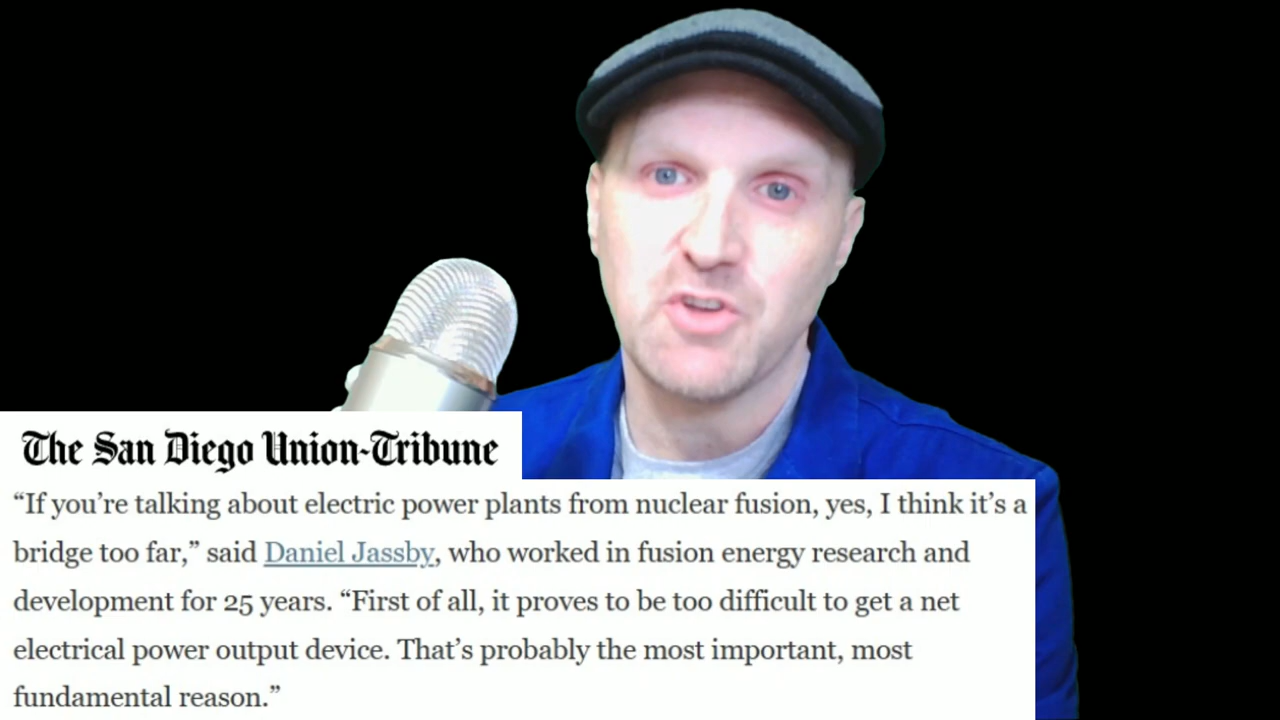 The San Diego Union-Tribune
“If you’re talking about electric power plants from nuclear fusion, yes, I think it’s a
bridge too far,” said Daniel Jassby, who worked in fusion energy research and
development for 25 years. “First of all, it proves to be too difficult to get a net
electrical power output device. That’s probably the most important, most
fundamental reason.”